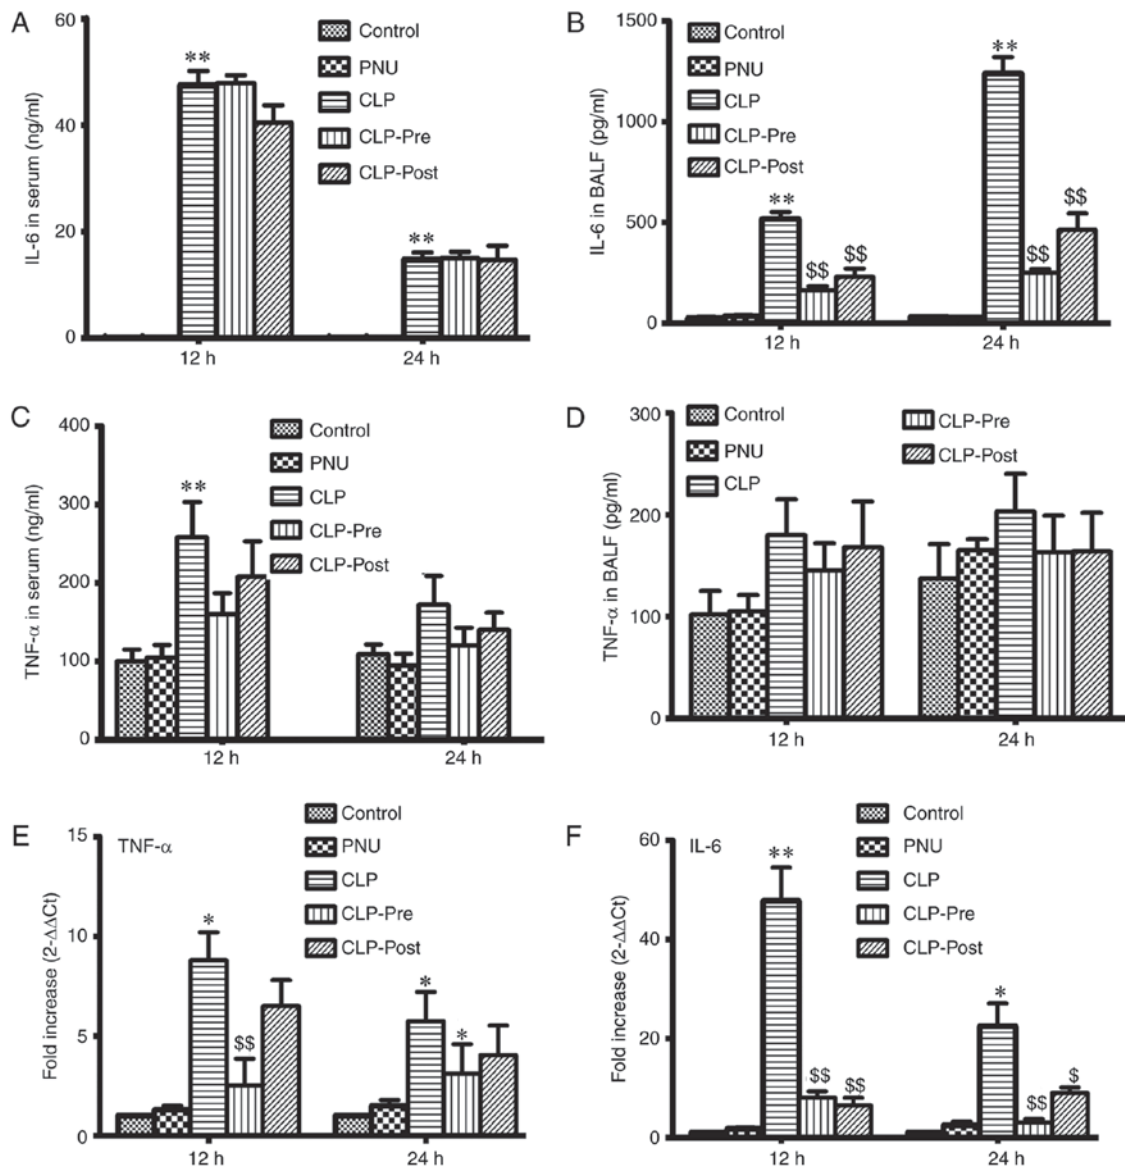 A
IL-6 in serum (ng/ml)
60
40
20
0
**
**
12 h
24 h
Control
PNU
CLP
CLP-Pre
CLP-Post
B
IL-6 in BALF (pg/ml)
1500
1000
500
0
Control
PNU
CLP
CLP-Pre
CLP-Post
**
$$
$$
**
$$
$$
12 h
24 h
C
TNF-α in serum (ng/ml)
400
300
200
100
0
**
Control
PNU
CLP
CLP-Pre
CLP-Post
12 h
24 h
D
TNF-α in BALF (pg/ml)
300
200
100
0
Control
PNU
CLP
CLP-Pre
CLP-Post
12 h
24 h
E
TNF-α
Fold increase (2-ΔΔCt)
15
10
5
0
Control
PNU
CLP
CLP-Pre
CLP-Post
*
$$
*
*
12 h
24 h
F
IL-6
Fold increase (2-ΔΔCt)
60
40
20
0
Control
PNU
CLP
CLP-Pre
CLP-Post
**
$$
$$
*
$$
$
12 h
24 h